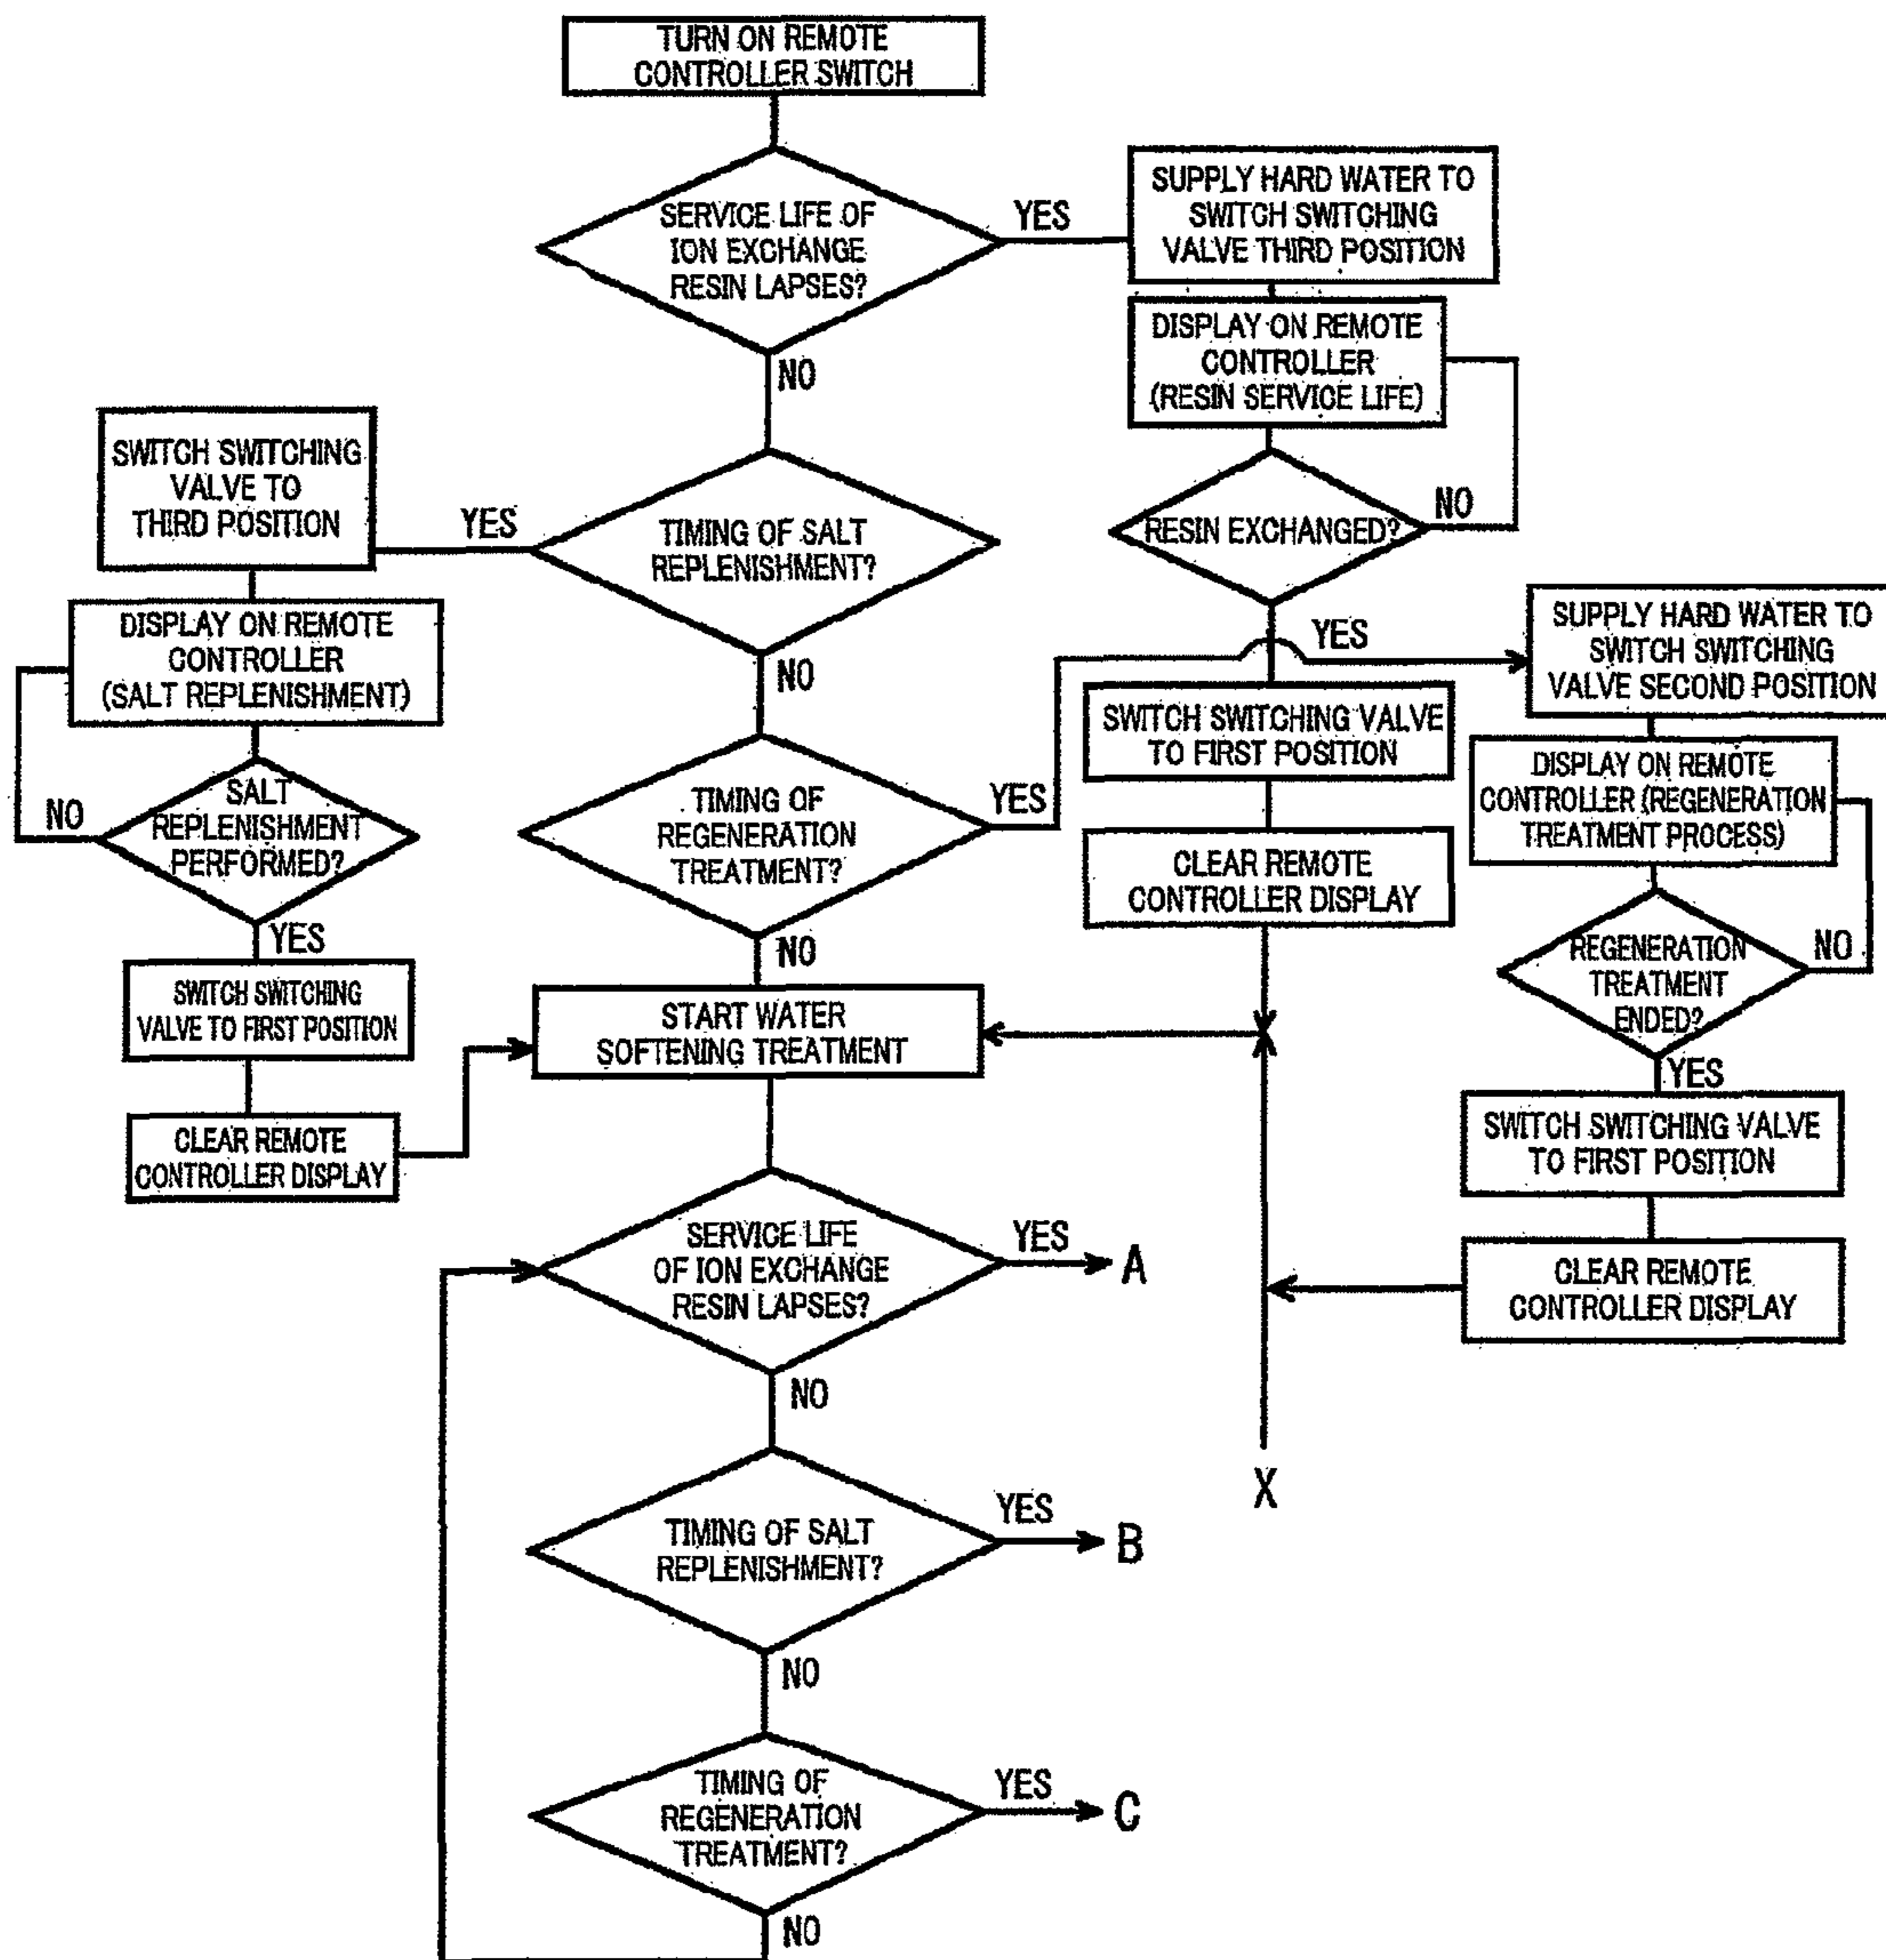 TURN ON REMOTE
CONTROLLER SWITCH
SERVICE LIFE OF
ION EXCHANGE
RESIN LAPSES?
YES
SUPPLY HARD WATER TO
SWITCH SWITCHING
VALVE THIRD POSITION
DISPLAY ON REMOTE
CONTROLLER
(RESIN SERVICE LIFE)
NO
RESIN EXCHANGED?
NO
SWITCH SWITCHING
VALVE TO
THIRD POSITION
YES
TIMING OF SALT
REPLENISHMENT?
DISPLAY ON REMOTE
CONTROLLER
(SALT REPLENISHMENT)
NO
SALT
REPLENISHMENT
PERFORMED?
NO
YES
SWITCH SWITCHING
VALVE TO FIRST POSITION
CLEAR REMOTE
CONTROLLER DISPLAY
TIMING OF
REGENERATION
TREATMENT?
YES
YES
SUPPLY HARD WATER TO
SWITCH SWITCHING
VALVE SECOND POSITION
SWITCH SWITCHING VALVE
TO FIRST POSITION
CLEAR REMOTE
CONTROLLER DISPLAY
DISPLAY ON REMOTE
CONTROLLER (REGENERATION
TREATMENT PROCESS)
REGENERATION
TREATMENT
ENDED?
NO
YES
SWITCH SWITCHING VALVE
TO FIRST POSITION
CLEAR REMOTE
CONTROLLER DISPLAY
NO
START WATER
SOFTENING TREATMENT
SERVICE LIFE
OF ION EXCHANGE
RESIN LAPSES?
YES
A
NO
X
TIMING OF SALT
REPLENISHMENT?
YES
B
NO
TIMING OF
REGENERATION
TREATMENT?
YES
C
NO